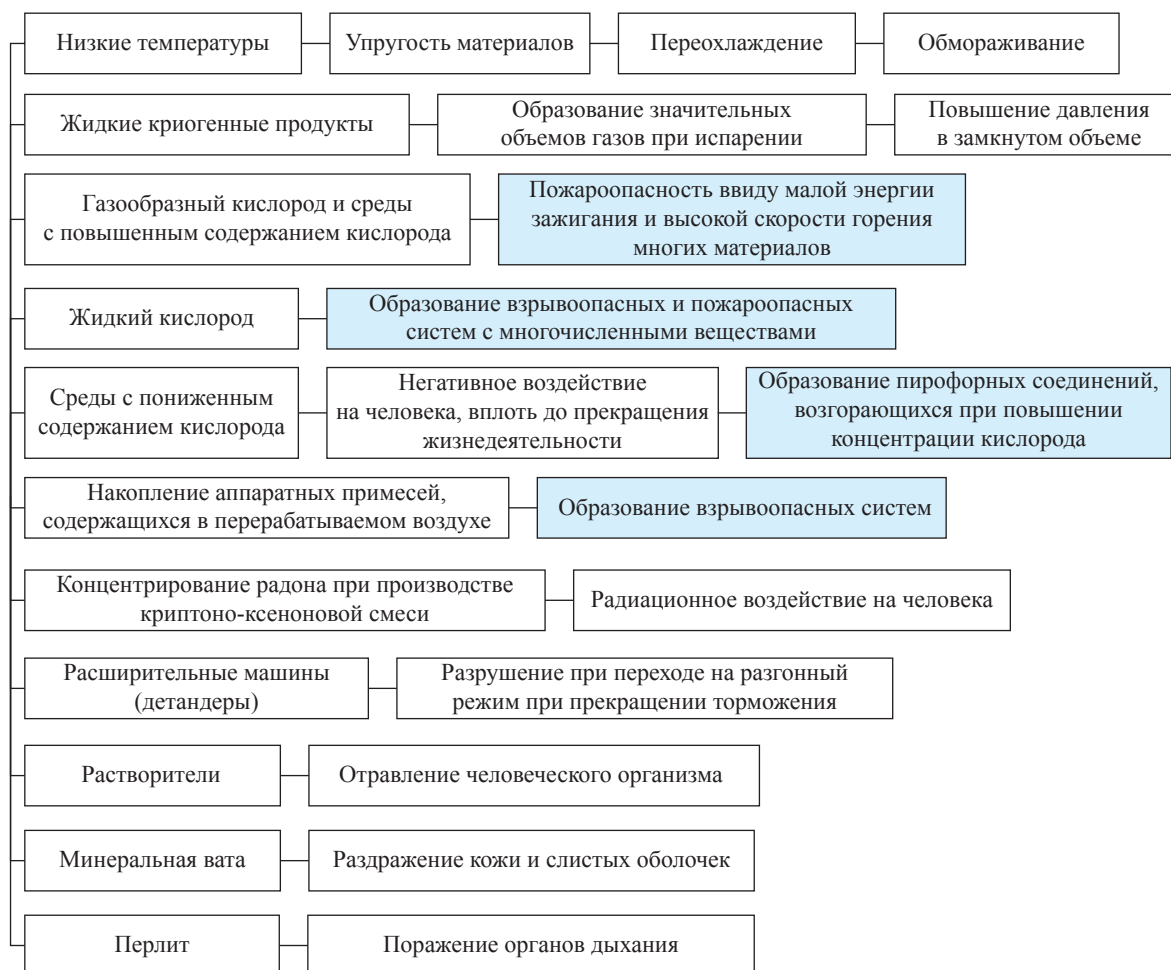 Низкие температуры
Упругость материалов
Переохлаждение
Обмораживание
Жидкие криогенные продукты
Образование значительных
объемов газов при испарении
Повышение давления
в замкнутом объеме
Газообразный кислород и среды
с повышенным содержанием кислорода
Пожароопасность ввиду малой энергии
зажигания и высокой скорости горения
многих материалов
Жидкий кислород
Образование взрывоопасных и пожароопасных
систем с многочисленными веществами
Среды с пониженным
содержанием кислорода
Негативное воздействие
на человека, вплоть до прекращения
жизнедеятельности
Образование пирофорных соединений,
возгорающихся при повышении
концентрации кислорода
Накопление аппаратных примесей,
содержащихся в перерабатываемом воздухе
Образование взрывоопасных систем
Концентрирование радона при производстве
криптоно-ксеноновой смеси
Радиационное воздействие на человека
Расширительные машины
(детандеры)
Разрушение при переходе на разгонный
режим при прекращении торможения
Растворители
Отравление человеческого организма
Минеральная вата
Раздражение кожи и слистых оболочек
Перлит
Поражение органов дыхания